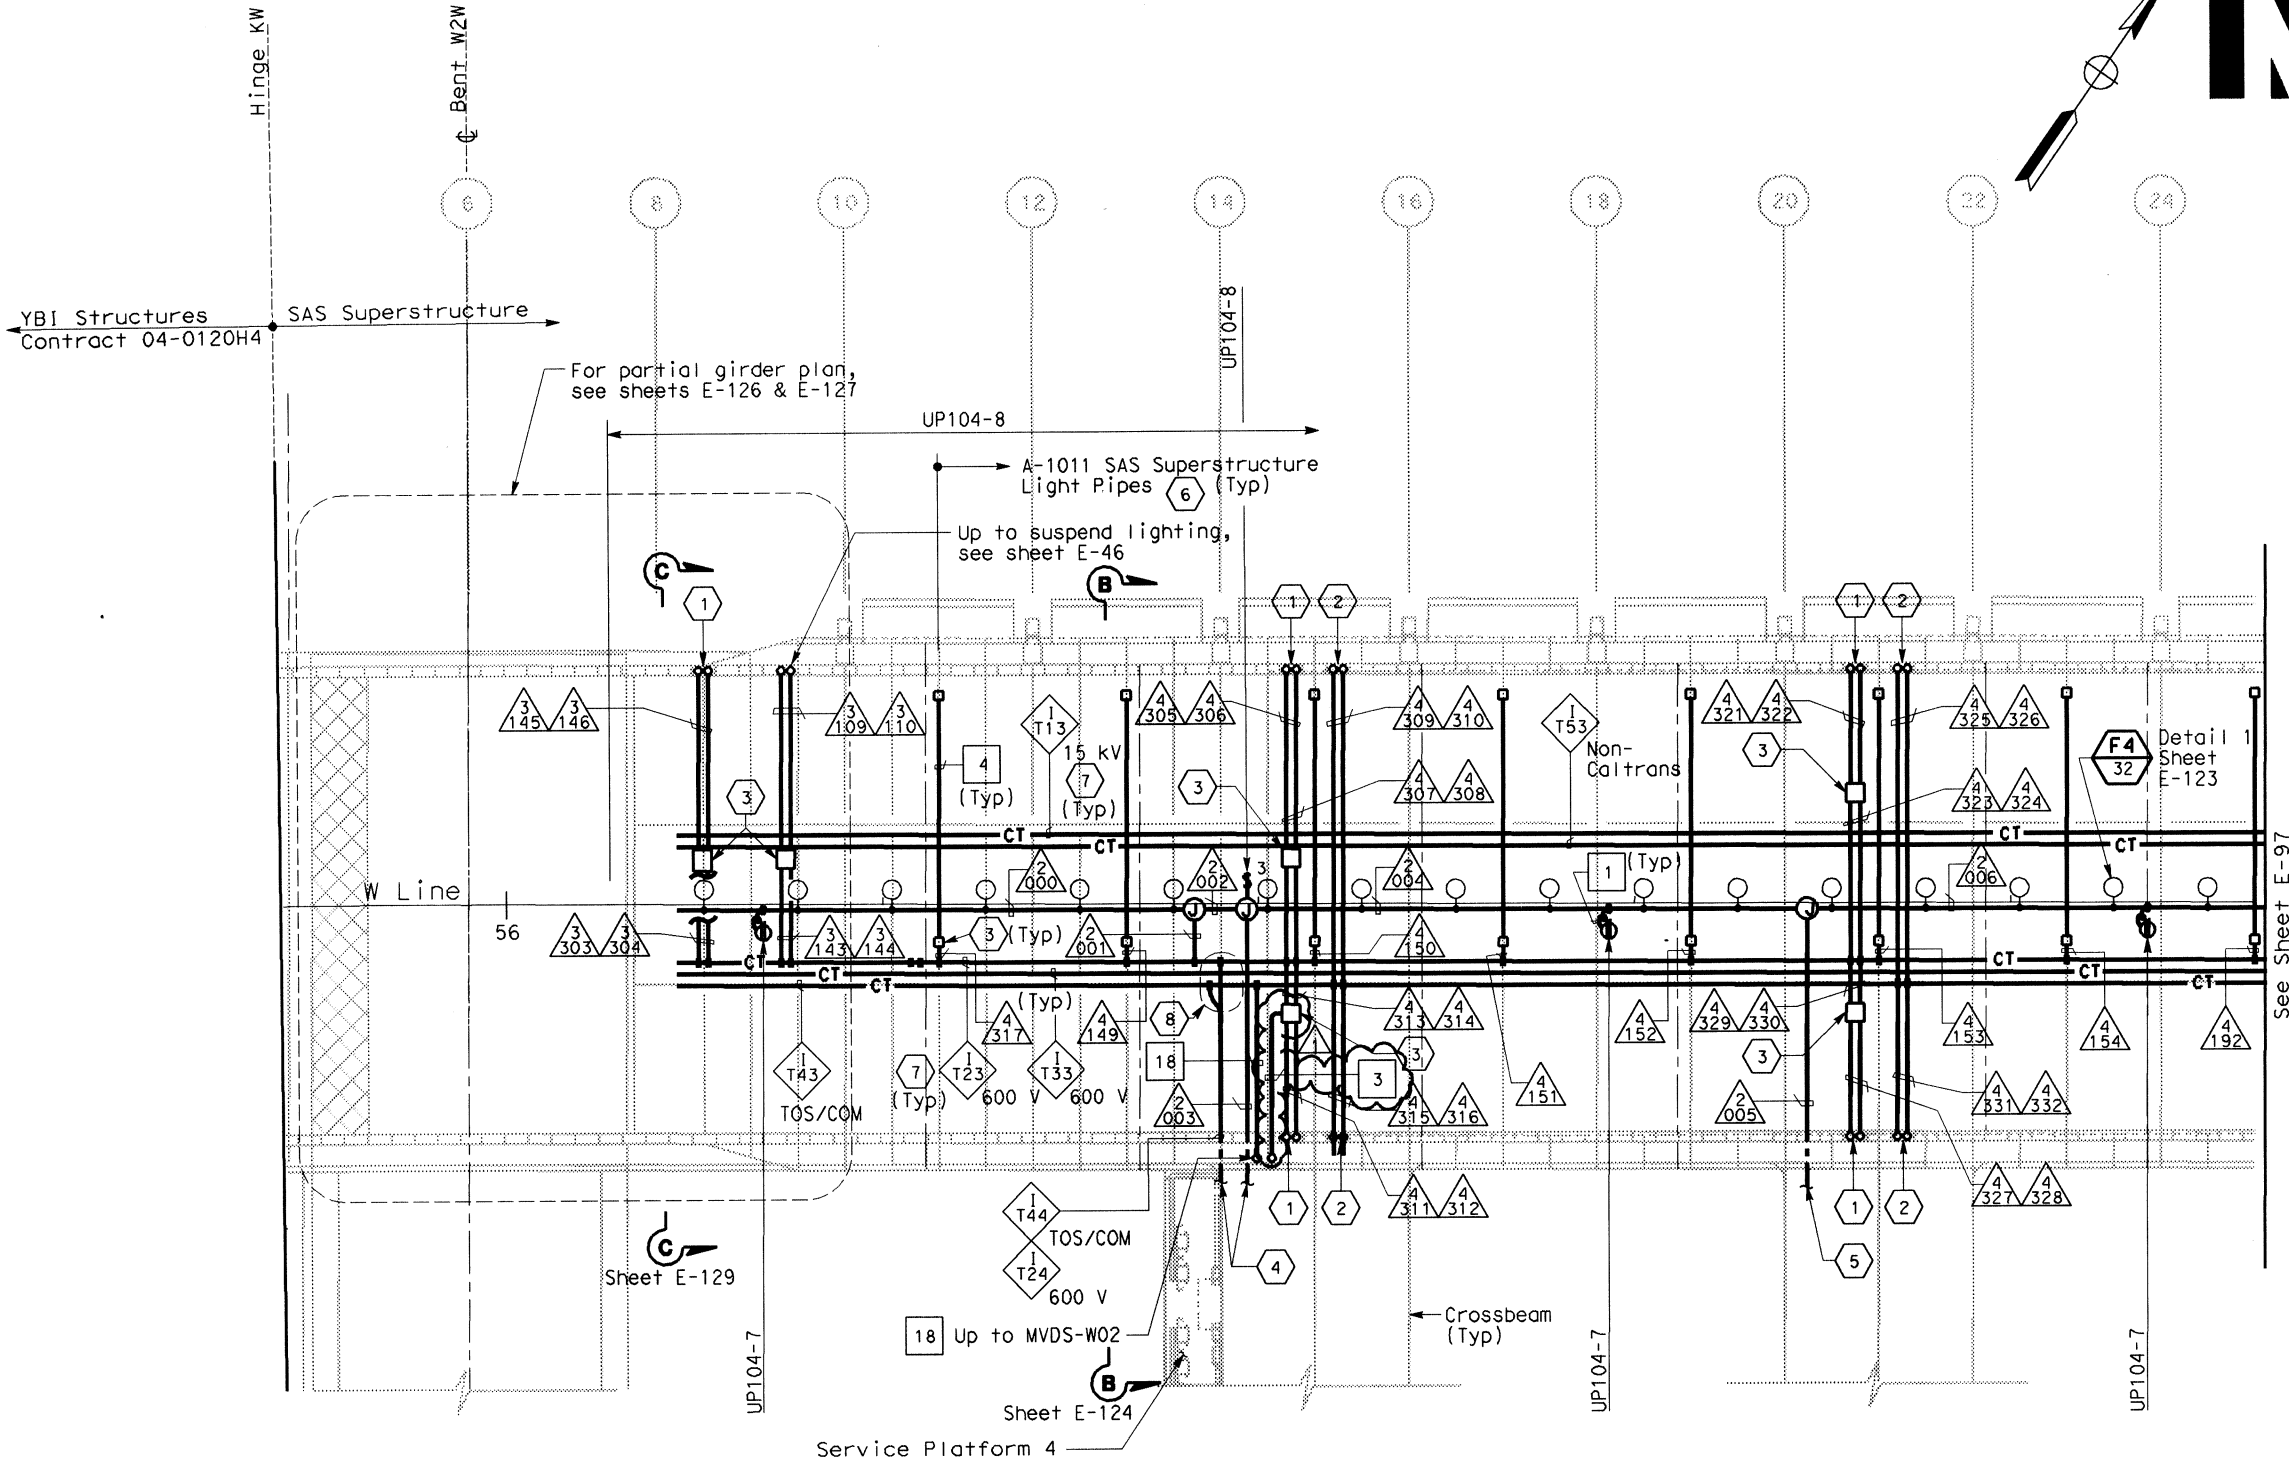 Hinge KW
℄ Bent W2W
6
8
10
12
14
16
18
20
22
24
YBI Structures
Contract 04-0120H4
SAS Superstructure
For partial girder plan,
see sheets E-126 & E-127
UP104-8
UP104-8
A-1011 SAS Superstructure
Light Pipes 6 (Typ)
Up to suspend lighting,
see sheet E-46
C
B
1
1
2
1
2
3 145
3 146
3 109
3 110
4
(Typ)
I T13
15 kV
7
(Typ)
4 305
4 306
4 309
4 310
I T53
Non-
Caltrans
4 321
4 322
3
4 325
4 326
F4
32
Detail 1
Sheet
E-123
3
3
4 307
4 308
4 323
4 324
CT
CT
CT
CT
W Line
56
2 000
2 002
S
3
2 004
1
(Typ)
2 006
J
J
J
See Sheet E-97
3 303
3 304
3 143
3 144
3
(Typ)
2 001
4 150
CT
CT
CT
CT
CT
CT
I T43
TOS/COM
7
(Typ)
I T23
600 V
4 317
(Typ)
I T33
600 V
4 149
8
18
2 003
1
4 313
4 314
3
3
4 315
4 316
4 151
4 152
4 329
4 330
3
2 005
4 153
4 154
4 192
4 331
4 332
I T44
TOS/COM
I T24
600 V
1
2
4 311
4 312
1
2
4 327
4 328
4
5
C
Sheet E-129
18 Up to MVDS-W02
Crossbeam
(Typ)
B
Sheet E-124
Service Platform 4
UP104-7
UP104-7
UP104-7